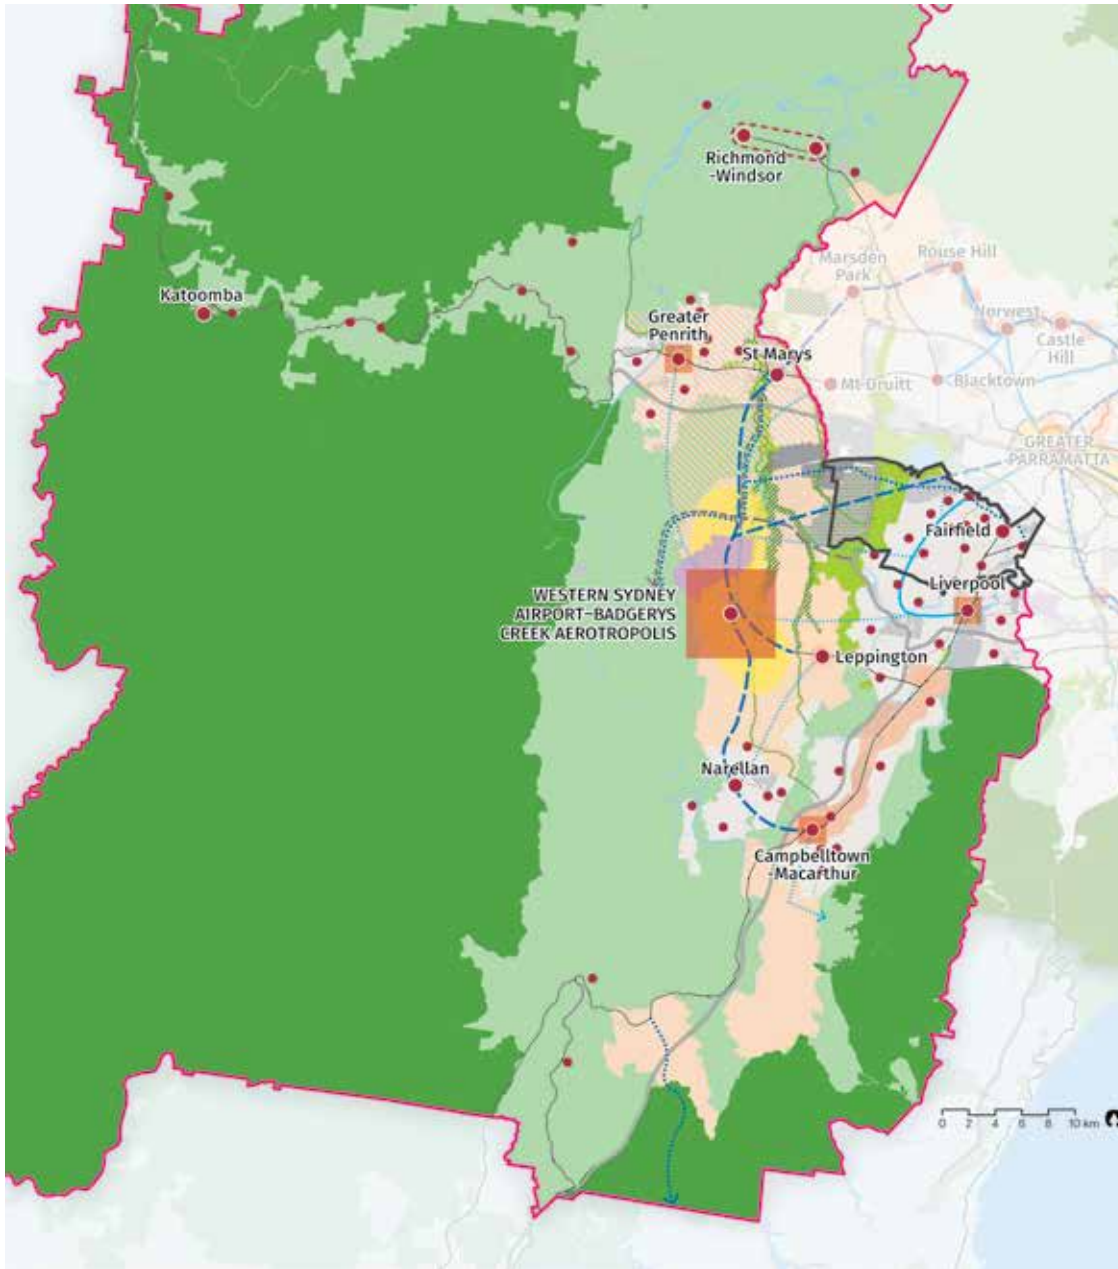 Richmond
-Windsor
Rouse Hill
Marsden
Park
Katoomba
Norwest
Greater
Penrith
Castle
Hill
St Marys
Mt Druitt
Blacktown
GREATER
PARRAMATTA
Fairfield
Liverpool
WESTERN SYDNEY
AIRPORT–BADGERYS
CREEK AEROTROPOLIS
Leppington
Narellan
Campbelltown
-Macarthur
0 2 4 6 8 10 km